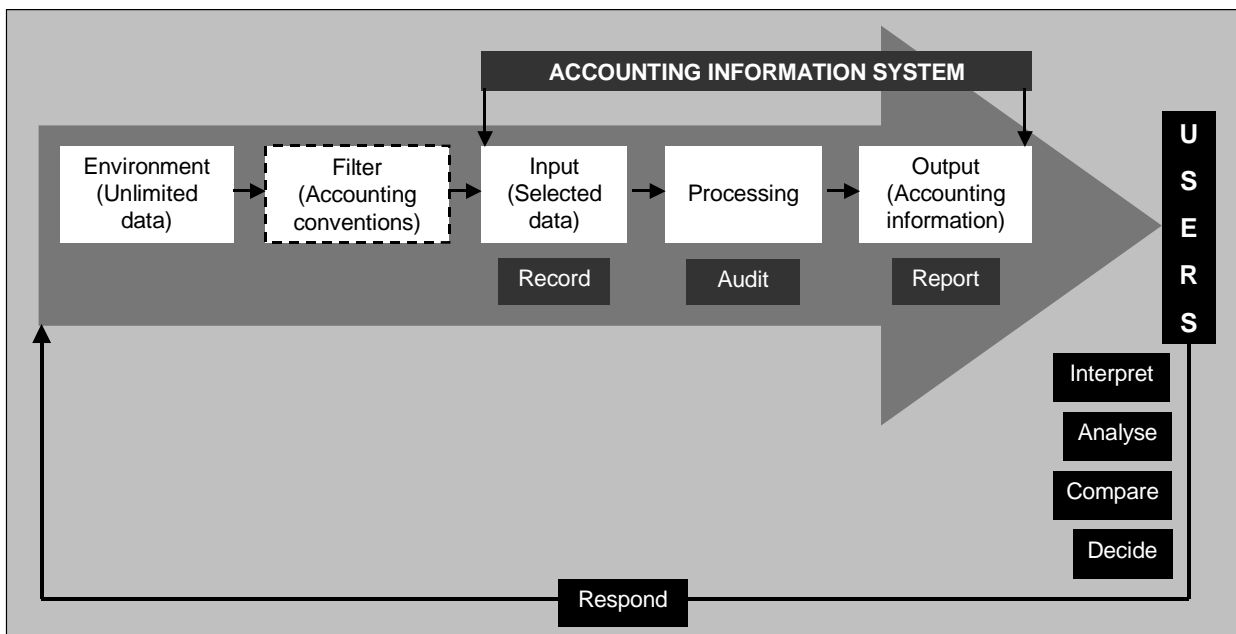 ACCOUNTING INFORMATION SYSTEM
Environment
(Unlimited
data)
Filter
(Accounting
conventions)
Input
(Selected
data)
Processing
Output
(Accounting
information)
Record
Audit
Report
U
S
E
R
S
Interpret
Analyse
Compare
Decide
Respond